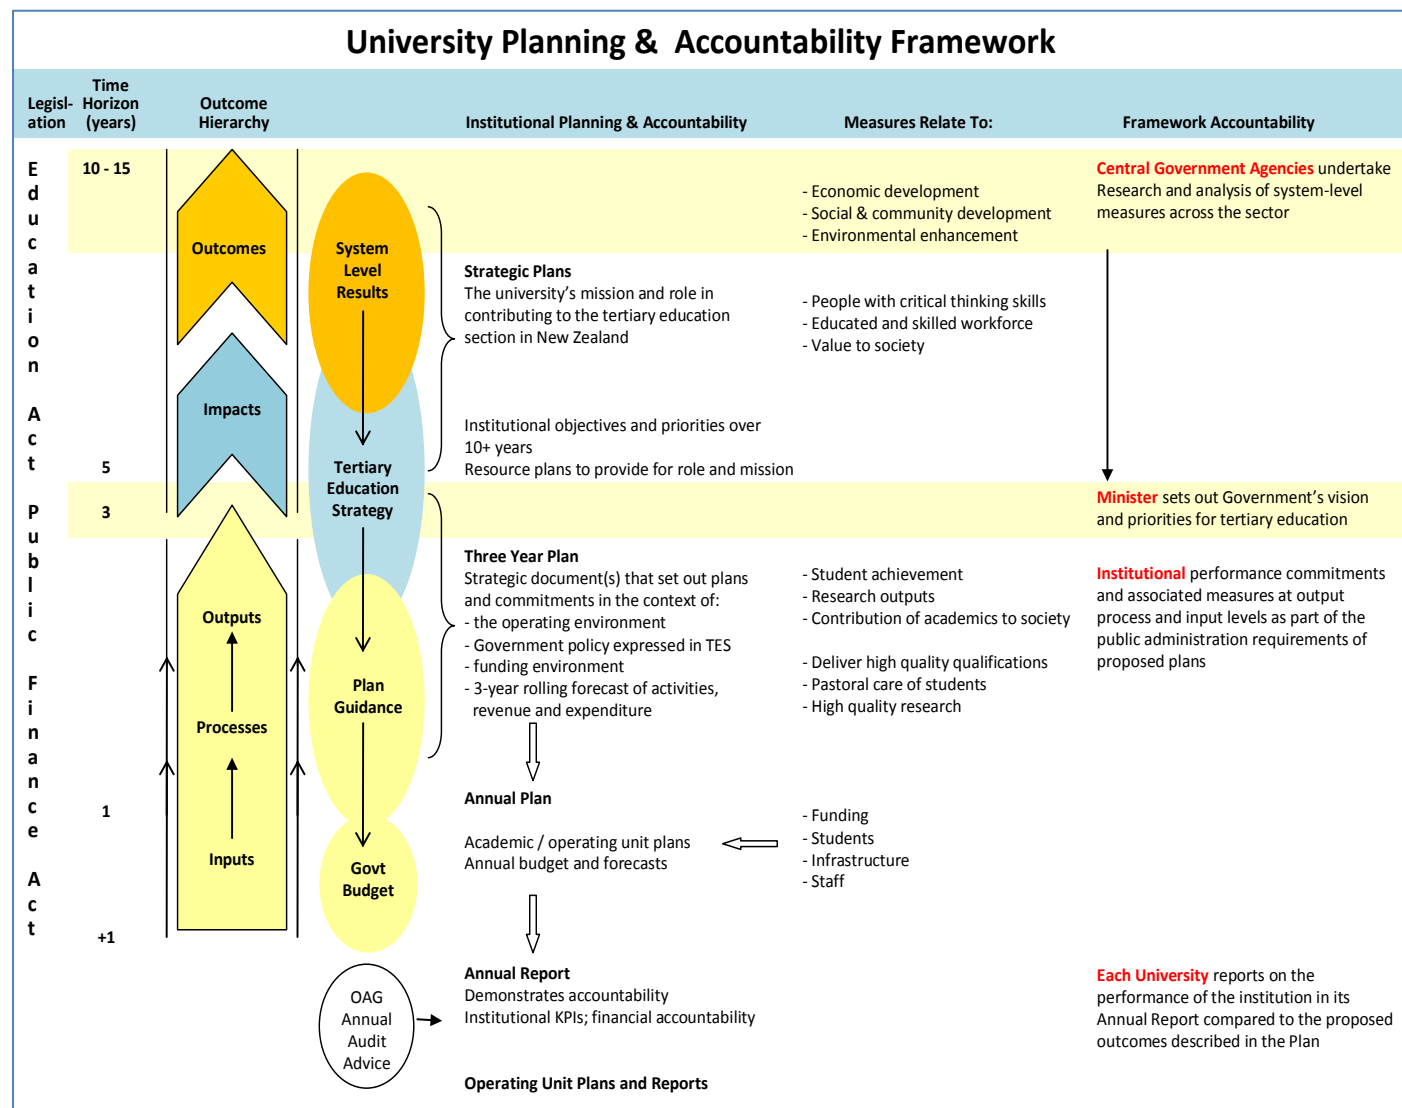 University Planning &  Accountability Framework
Legisl-
ation
Time
Horizon
(years)
Outcome
Hierarchy
Institutional Planning & Accountability
Measures Relate To:
Framework Accountability
Education Act Public Finance Act
10 - 15
5
3
1
+1
Outcomes
Impacts
Outputs
Processes
Inputs
System
Level
Results
Tertiary
Education
Strategy
Plan
Guidance
Govt
Budget
OAG
Annual
Audit
Advice
Strategic Plans
The university's mission and role in
contributing to the tertiary education
section in New Zealand
Institutional objectives and priorities over
10+ years
Resource plans to provide for role and mission
Three Year Plan
Strategic document(s) that set out plans
and commitments in the context of:
- the operating environment
- Government policy expressed in TES
- funding environment
- 3-year rolling forecast of activities,
revenue and expenditure
Annual Plan
Academic / operating unit plans
Annual budget and forecasts
Annual Report
Demonstrates accountability
Institutional KPIs; financial accountability
Operating Unit Plans and Reports
- Economic development
- Social & community development
- Environmental enhancement
- People with critical thinking skills
- Educated and skilled workforce
- Value to society
- Student achievement
- Research outputs
- Contribution of academics to society
- Deliver high quality qualifications
- Pastoral care of students
- High quality research
- Funding
- Students
- Infrastructure
- Staff
Central Government Agencies undertake
Research and analysis of system-level
measures across the sector
Minister sets out Government's vision
and priorities for tertiary education
Institutional performance commitments
and associated measures at output
process and input levels as part of the
public administration requirements of
proposed plans
Each University reports on the
performance of the institution in its
Annual Report compared to the proposed
outcomes described in the Plan